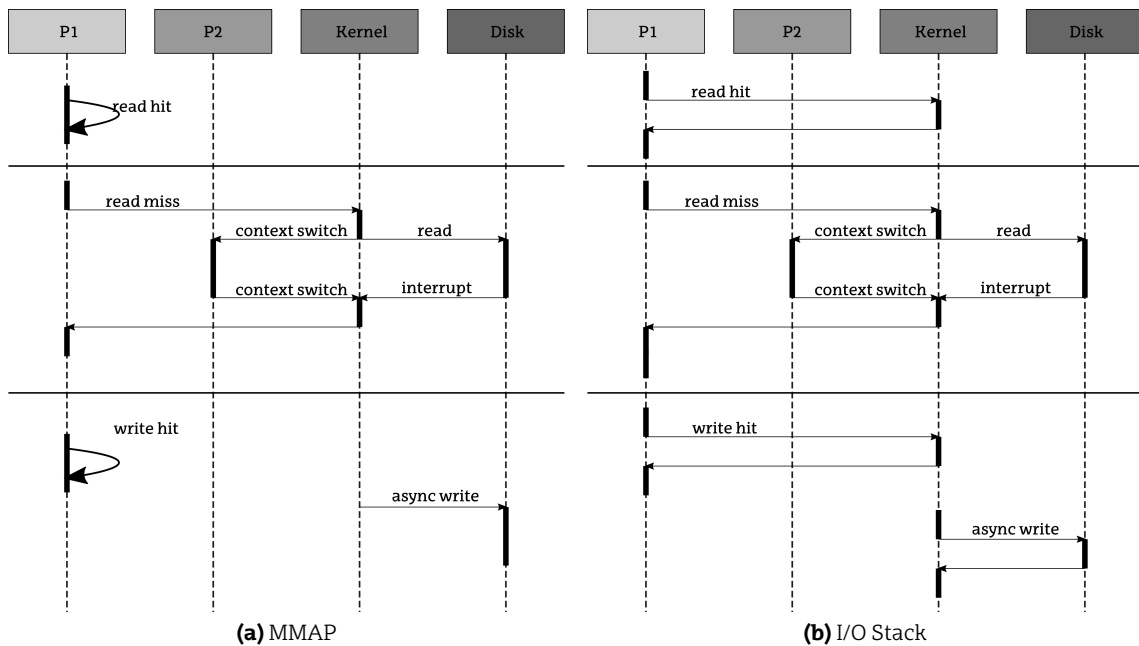 P1 P2 Kernel Disk
read hit
read miss
context switch read
context switch interrupt
write hit
async write
(a) MMAP
P1 P2 Kernel Disk
read hit
read miss
context switch read
context switch interrupt
write hit
async write
(b) I/O Stack